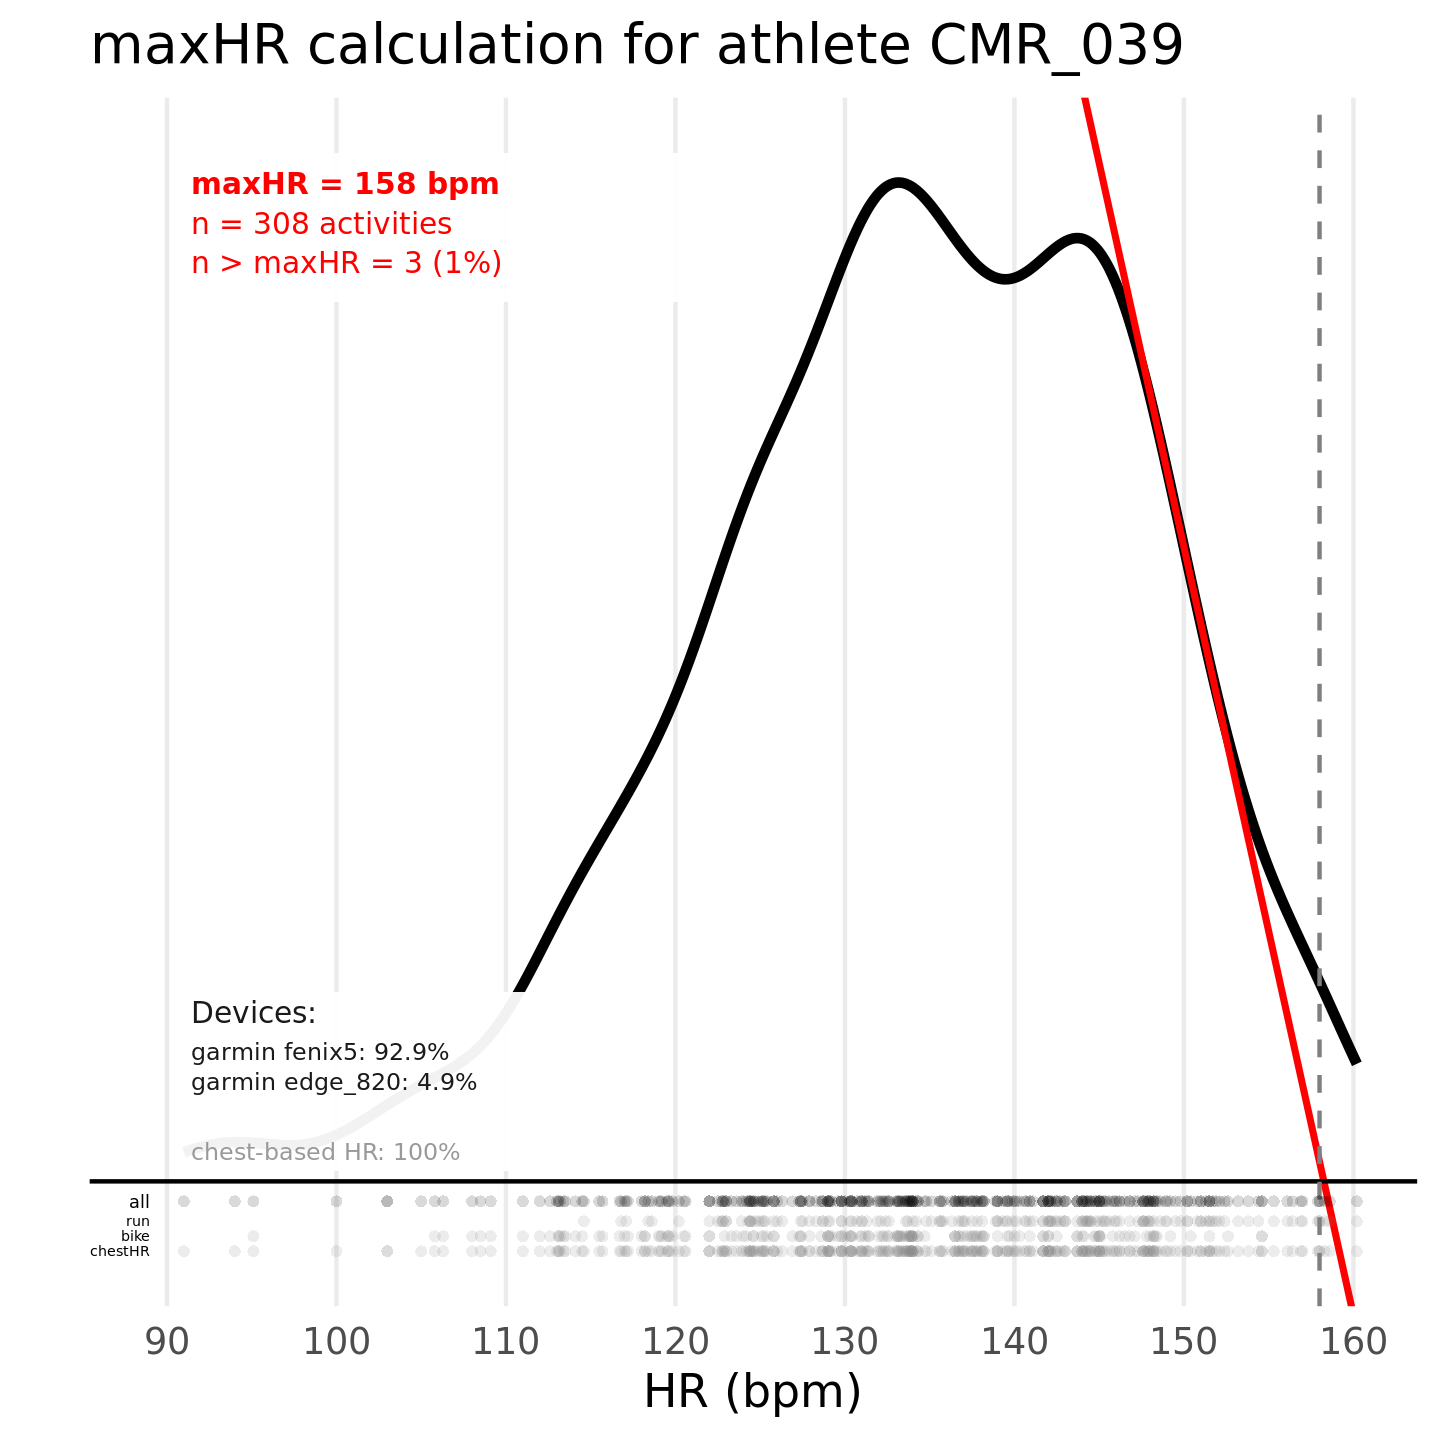 maxHR calculation for athlete CMR_039
maxHR = 158 bpm
n = 308 activities
n > maxHR = 3 (1%)
Devices:
garmin fenix5: 92.9%
garmin edge_820: 4.9%
chest-based HR: 100%
all
run
bike
chestHR
90 100 110 120 130 140 150 160
HR (bpm)